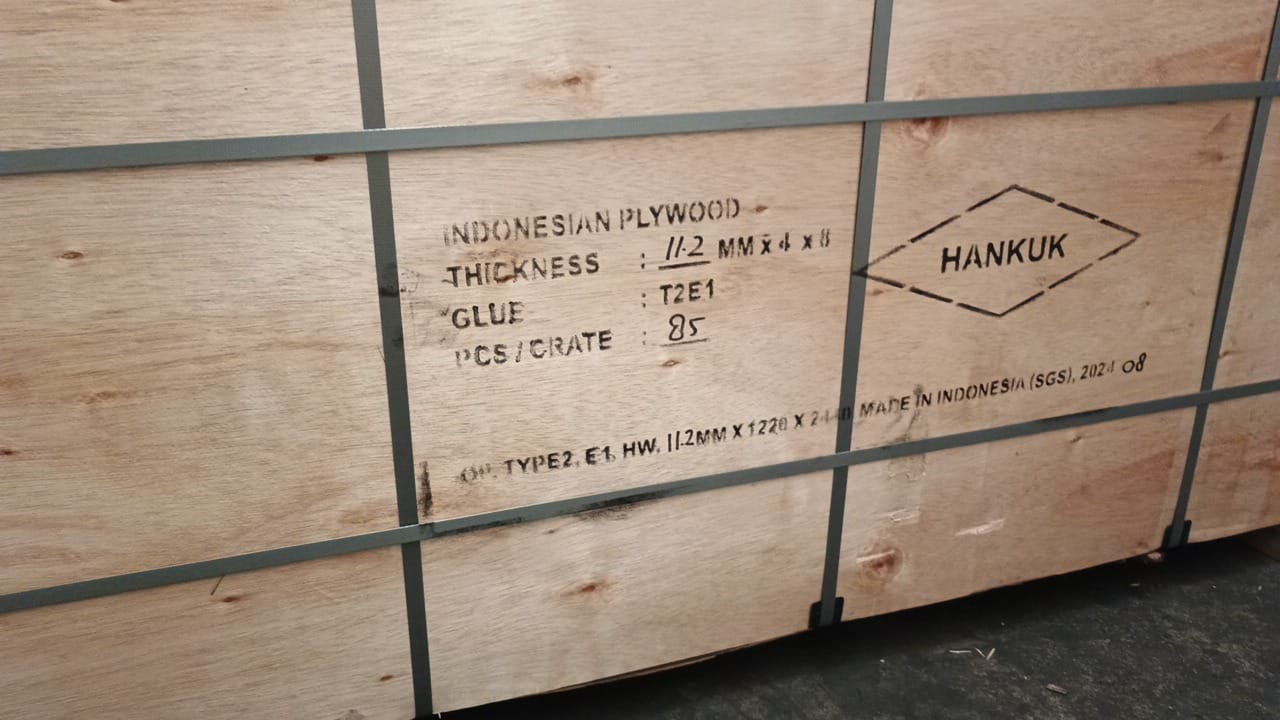 INDONESIAN PLYWOOD
THICKNESS : 11.2 MM x 4 x 8
GLUE : T2E1
PCS / CRATE : 85
HANKUK
TYPE2, E1, HW, 11.2MM X 1220 X MADE IN INDONESIA (SGS), 2024 08